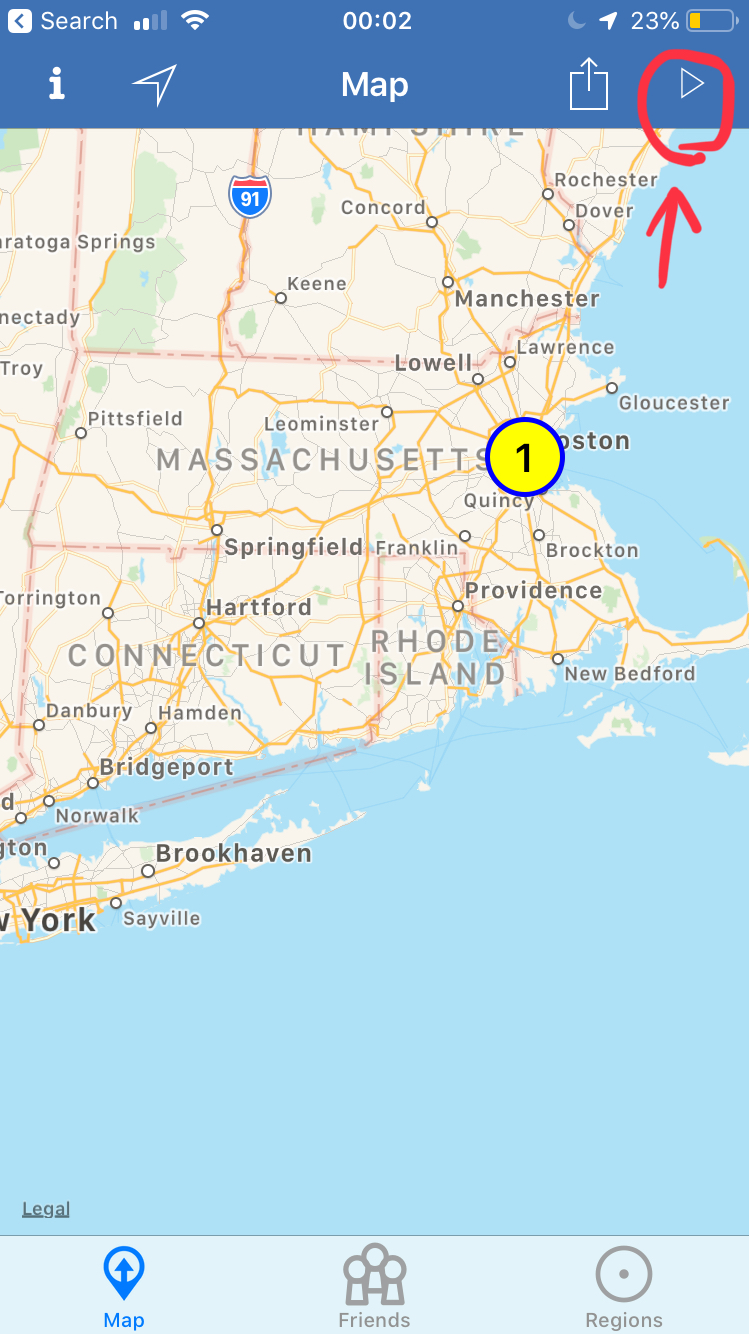 Search 00:02 23%
i Map
HAMPSHIRE
Rochester
91
Concord
Dover
aratoga Springs
Keene
Manchester
nectady
Lawrence
Troy
Lowell
Gloucester
Pittsfield
Leominster
oston
MASSACHUSETTS
1
Quincy
Springfield
Franklin
Brockton
Torrington
Providence
Hartford
CONNECTICUT
RHODE
ISLAND
New Bedford
Danbury
Hamden
Bridgeport
d
Norwalk
gton
Brookhaven
w York
Sayville
Legal
Map Friends Regions